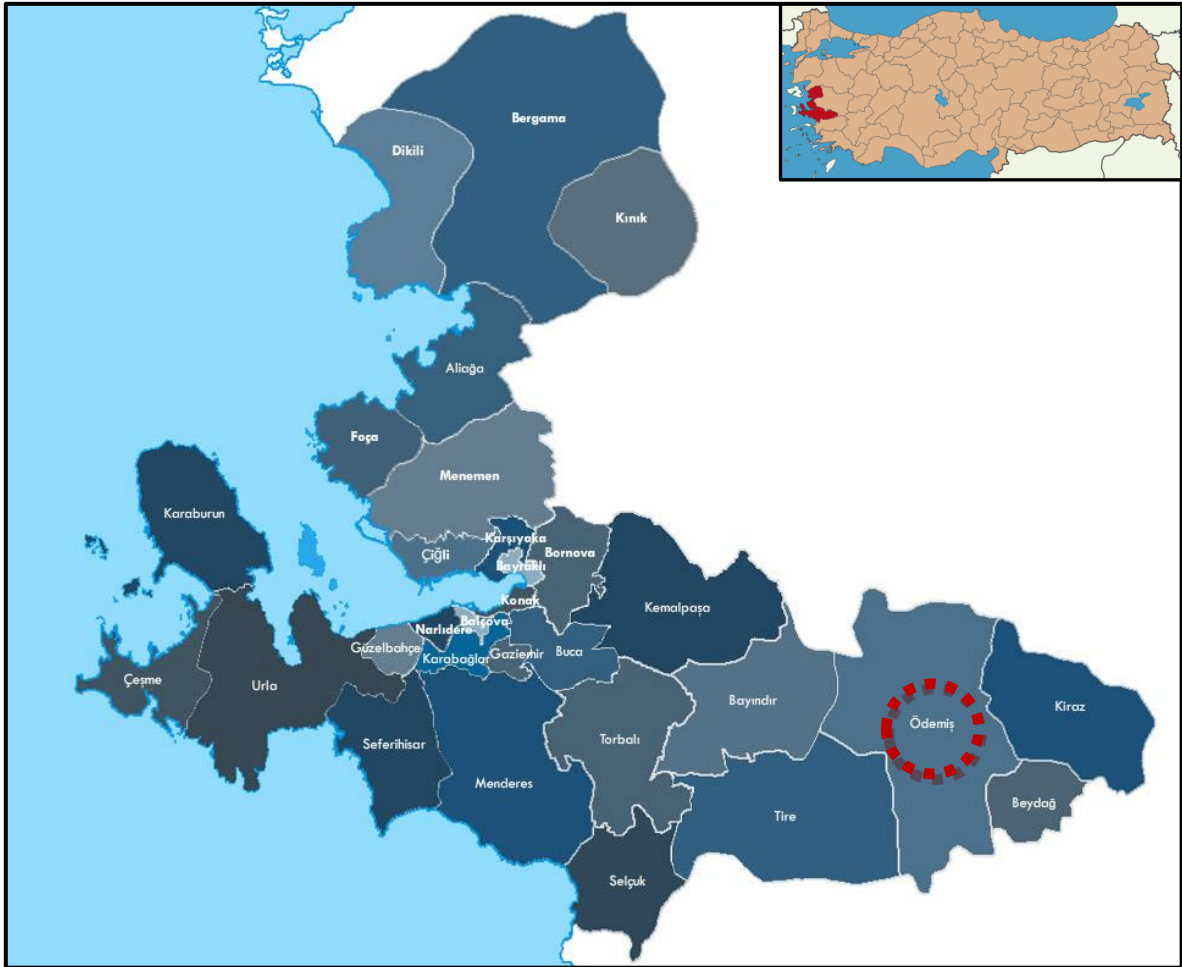 Bergama
Dikili
Kınık
Aliağa
Foça
Menemen
Karaburun
Karşıyaka
Çiğli
Bornova
Bayraklı
Konak
Kemalpaşa
Balçova
Narlıdere
Güzelbahçe
Karabağlar
Gaziemir
Buca
Çeşme
Urla
Bayındır
Kiraz
Ödemiş
Seferihisar
Torbalı
Menderes
Beydağ
Tire
Selçuk